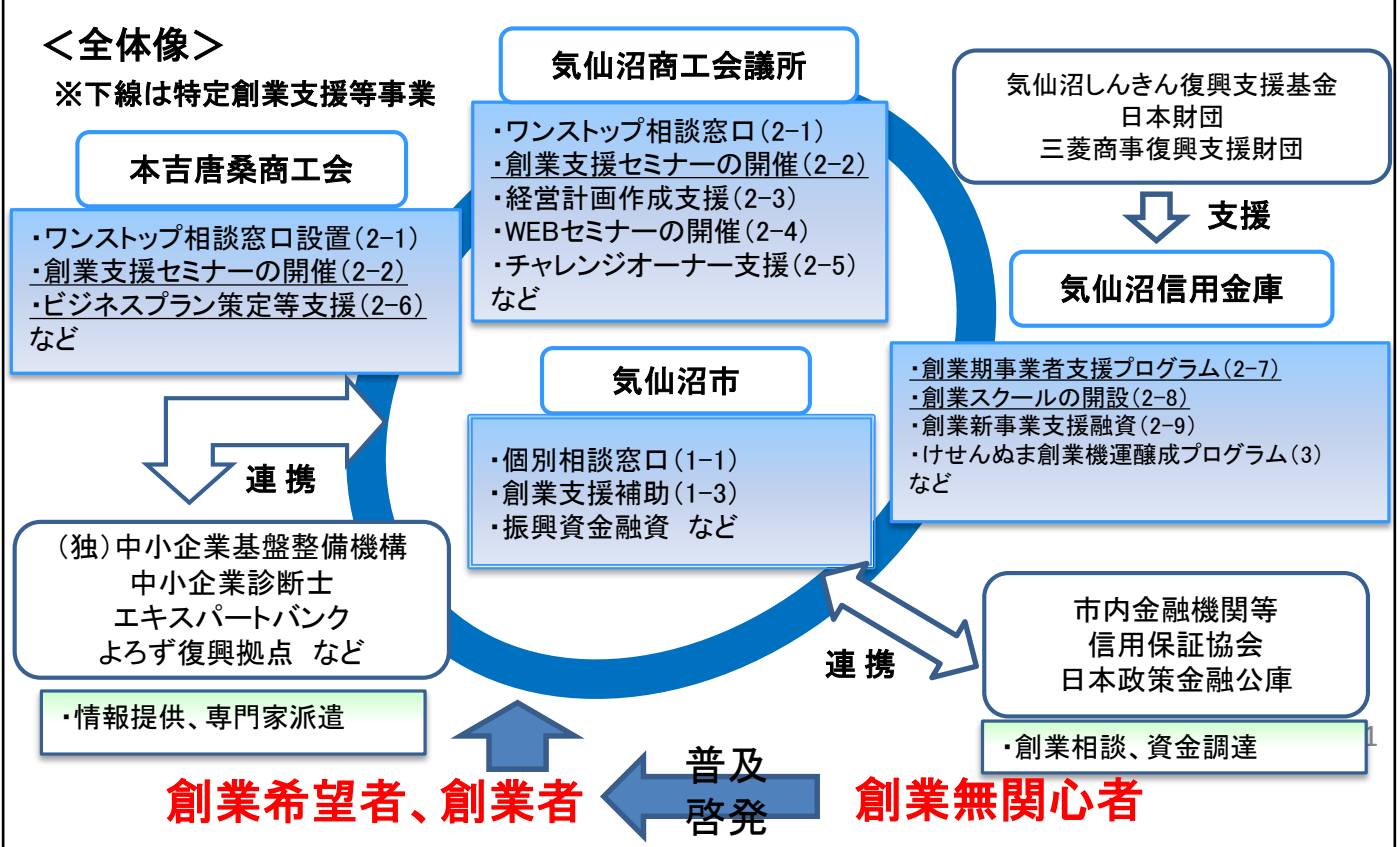 <全体像>
※下線は特定創業支援等事業
気仙沼商工会議所
・ワンストップ相談窓口(2-1)
・創業支援セミナーの開催(2-2)
・経営計画作成支援(2-3)
・WEBセミナーの開催(2-4)
・チャレンジオーナー支援(2-5)
など
気仙沼しんきん復興支援基金
日本財団
三菱商事復興支援財団
支援
本吉唐桑商工会
・ワンストップ相談窓口設置(2-1)
・創業支援セミナーの開催(2-2)
・ビジネスプラン策定等支援(2-6)
など
気仙沼信用金庫
・創業期事業者支援プログラム(2-7)
・創業スクールの開設(2-8)
・創業新事業支援融資(2-9)
・けせんぬま創業機運醸成プログラム(3)
など
気仙沼市
・個別相談窓口(1-1)
・創業支援補助(1-3)
・振興資金融資 など
連携
(独)中小企業基盤整備機構
中小企業診断士
エキスパートバンク
よろず復興拠点 など
・情報提供、専門家派遣
連携
市内金融機関等
信用保証協会
日本政策金融公庫
・創業相談、資金調達
1
創業希望者、創業者
普及
啓発
創業無関心者